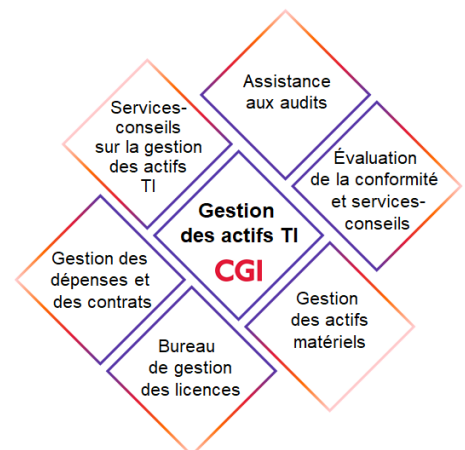 Assistance
aux audits
Services-
conseils
sur la gestion
des actifs
TI
Évaluation
de la conformité
et services-
conseils
Gestion
des actifs TI
CGI
Gestion des
dépenses et
des contrats
Gestion
des actifs
matériels
Bureau
de gestion
des licences